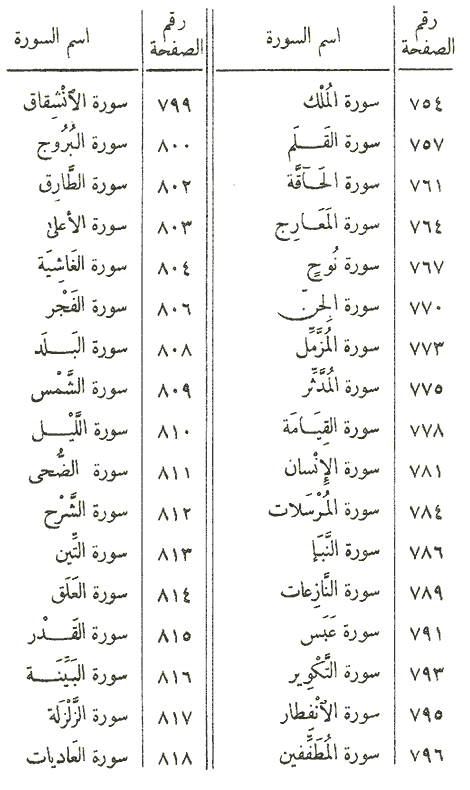 رقم الصفحة	اسم السورة
٧٥٤	سورة المُلْك
٧٥٧	سورة القَلَم
٧٦١	سورة الحَاقَّة
٧٦٤	سورة المَعَارِج
٧٦٧	سورة نُوحٍ
٧٧٠	سورة الجِنّ
٧٧٣	سورة المُزَّمِّل
٧٧٥	سورة المُدَّثِّر
٧٧٨	سورة القِيَامَة
٧٨١	سورة الإِنْسان
٧٨٤	سورة المُرْسَلات
٧٨٦	سورة النَّبَإِ
٧٨٩	سورة النَّازِعات
٧٩١	سورة عَبَس
٧٩٣	سورة التَّكْوِير
٧٩٥	سورة الاَنْفِطار
٧٩٦	سورة المُطَفِّفين
رقم الصفحة	اسم السورة
٧٩٩	سورة الاَنْشِقاق
٨٠٠	سورة البُرُوج
٨٠٢	سورة الطَّارِق
٨٠٣	سورة الأعلىٰ
٨٠٤	سورة الغَاشِيَة
٨٠٦	سورة الفَجْر
٨٠٨	سورة البَلَد
٨٠٩	سورة الشَّمْس
٨١٠	سورة اللَّيْل
٨١١	سورة الضُّحى
٨١٢	سورة الشَّرْح
٨١٣	سورة التِّين
٨١٤	سورة العَلَق
٨١٥	سورة القَدْر
٨١٦	سورة البَيِّنَة
٨١٧	سورة الزَّلْزَلة
٨١٨	سورة العَاديات